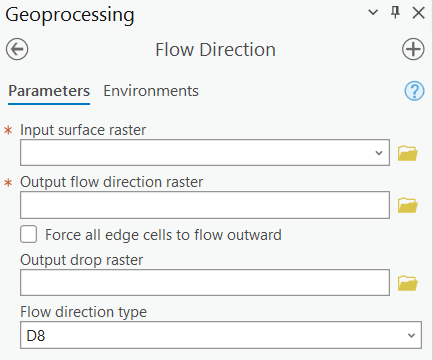 Geoprocessing
Flow Direction
Parameters Environments
* Input surface raster
* Output flow direction raster
Force all edge cells to flow outward
Output drop raster
Flow direction type
D8